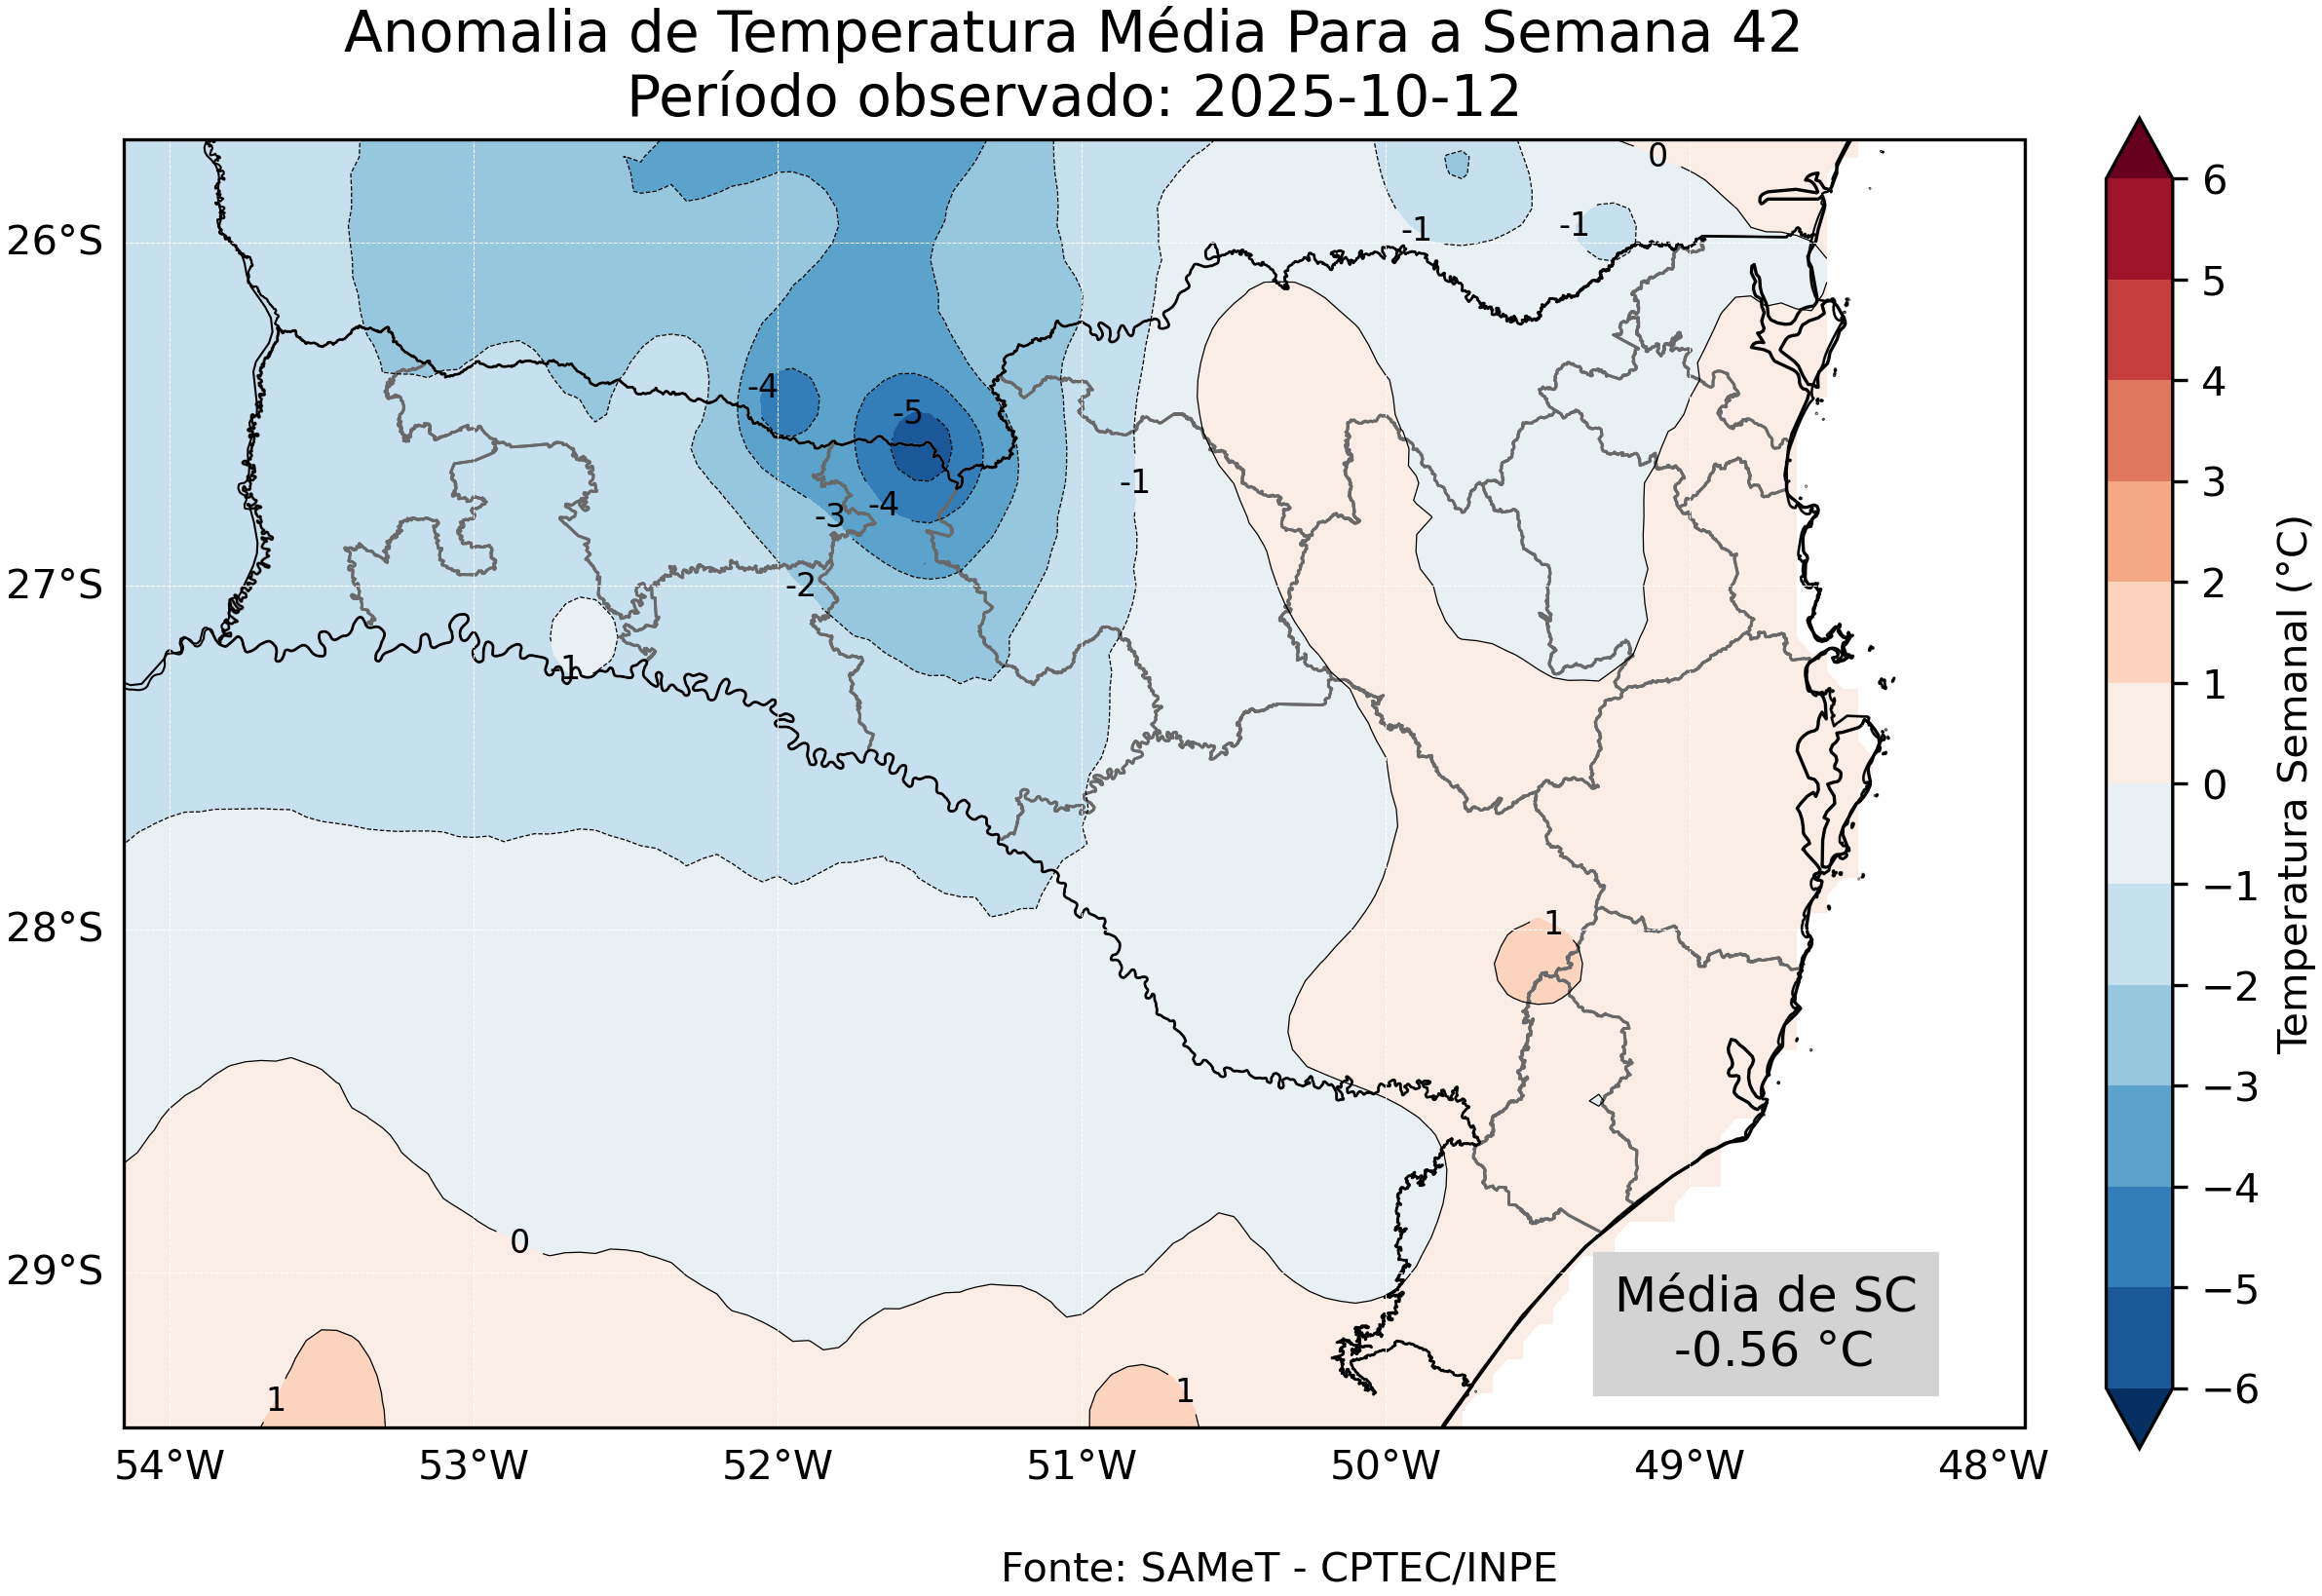 Anomalia de Temperatura Média Para a Semana 42
Período observado: 2025-10-12
0
-1
-1
26°S
-4
-5
-1
-4
-3
27°S
-2
-1
1
28°S
0
29°S
1
1
Média de SC
-0.56 °C
54°W 53°W 52°W 51°W 50°W 49°W 48°W
6
5
4
3
2
1
0
−1
−2
−3
−4
−5
−6
Temperatura Semanal (°C)
Fonte: SAMeT - CPTEC/INPE